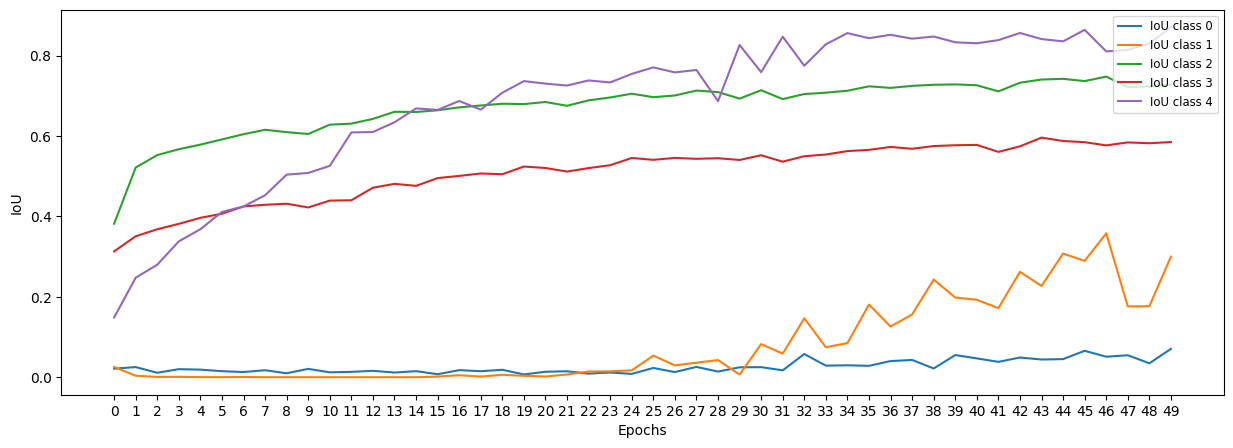 IoU class 0
IoU class 1
IoU class 2
IoU class 3
IoU class 4
0.8
0.6
0.4
0.2
0.0
IoU
0 1 2 3 4 5 6 7 8 9 10 11 12 13 14 15 16 17 18 19 20 21 22 23 24 25 26 27 28 29 30 31 32 33 34 35 36 37 38 39 40 41 42 43 44 45 46 47 48 49
Epochs